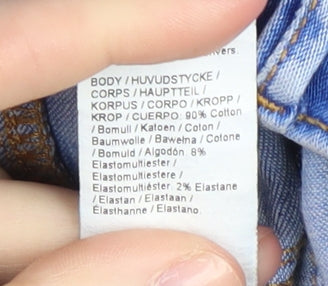 vers.
BODY / HUVUDSTYCKE /
CORPS / HAUPTTEIL /
KORPUS / CORPO / KROPP /
KROP / CUERPO: 90% Cotton
/ Bomull / Katoen / Coton /
Baumwolle / Bawełna / Cotone
/ Bomuld / Algodón. 8%
Elastomultiester /
Elastomultiestere /
Elastomultiéster. 2% Elastane
/ Elastan / Elastaan /
Élasthanne / Elastano.